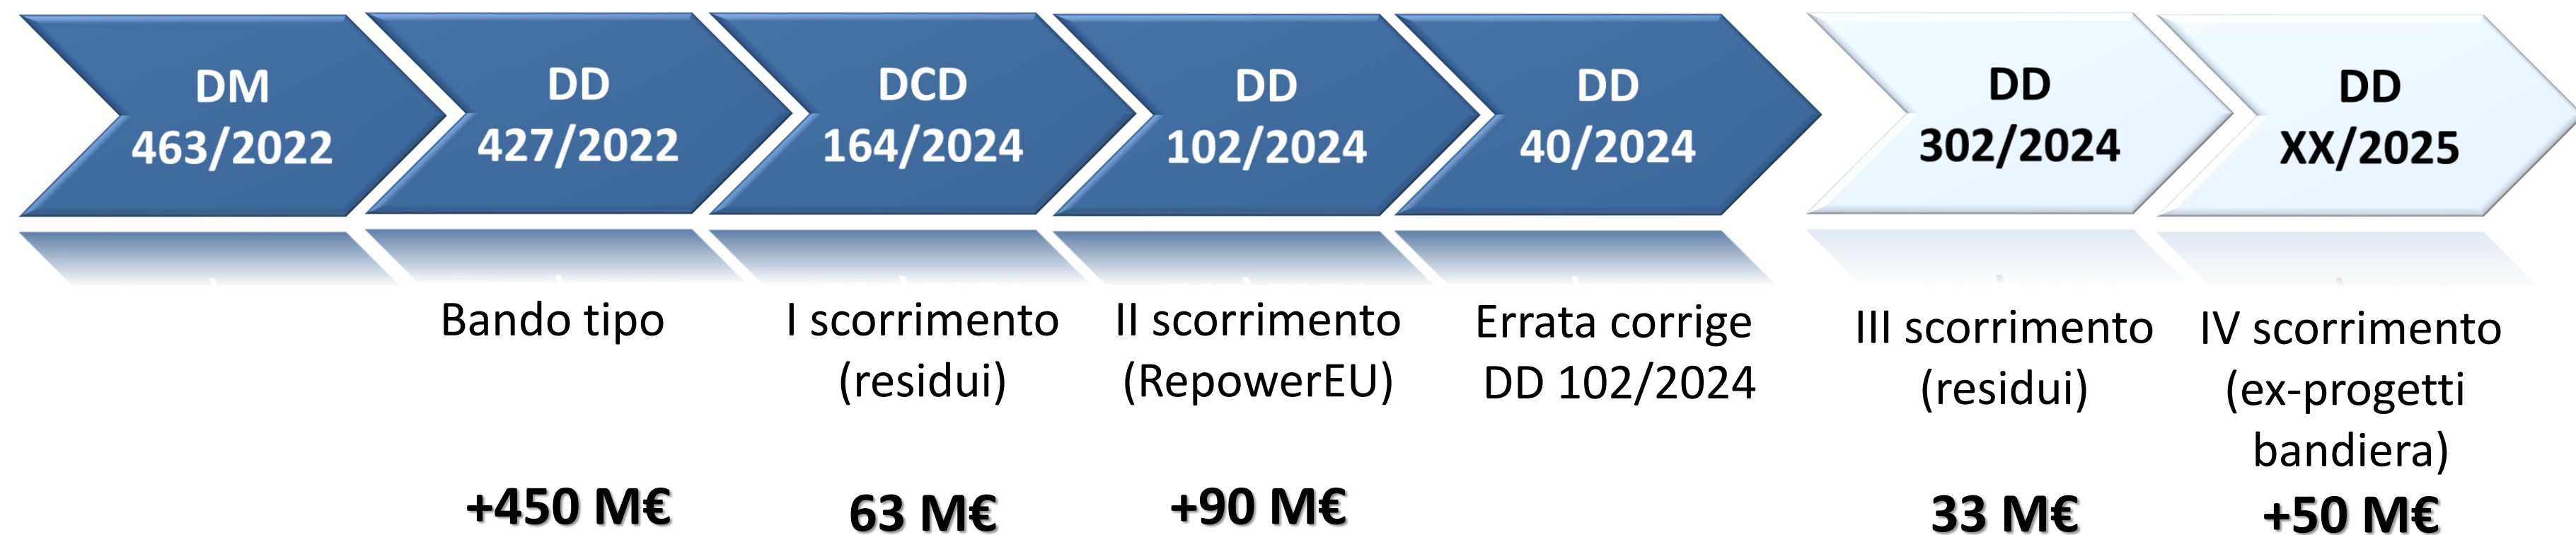 DM
463/2022
DD
427/2022
DCD
164/2024
DD
102/2024
DD
40/2024
DD
302/2024
DD
XX/2025
Bando tipo
+450 M€
I scorrimento
(residui)
63 M€
II scorrimento
(RepowerEU)
+90 M€
Errata corrige
DD 102/2024
III scorrimento
(residui)
33 M€
IV scorrimento
(ex-progetti
bandiera)
+50 M€